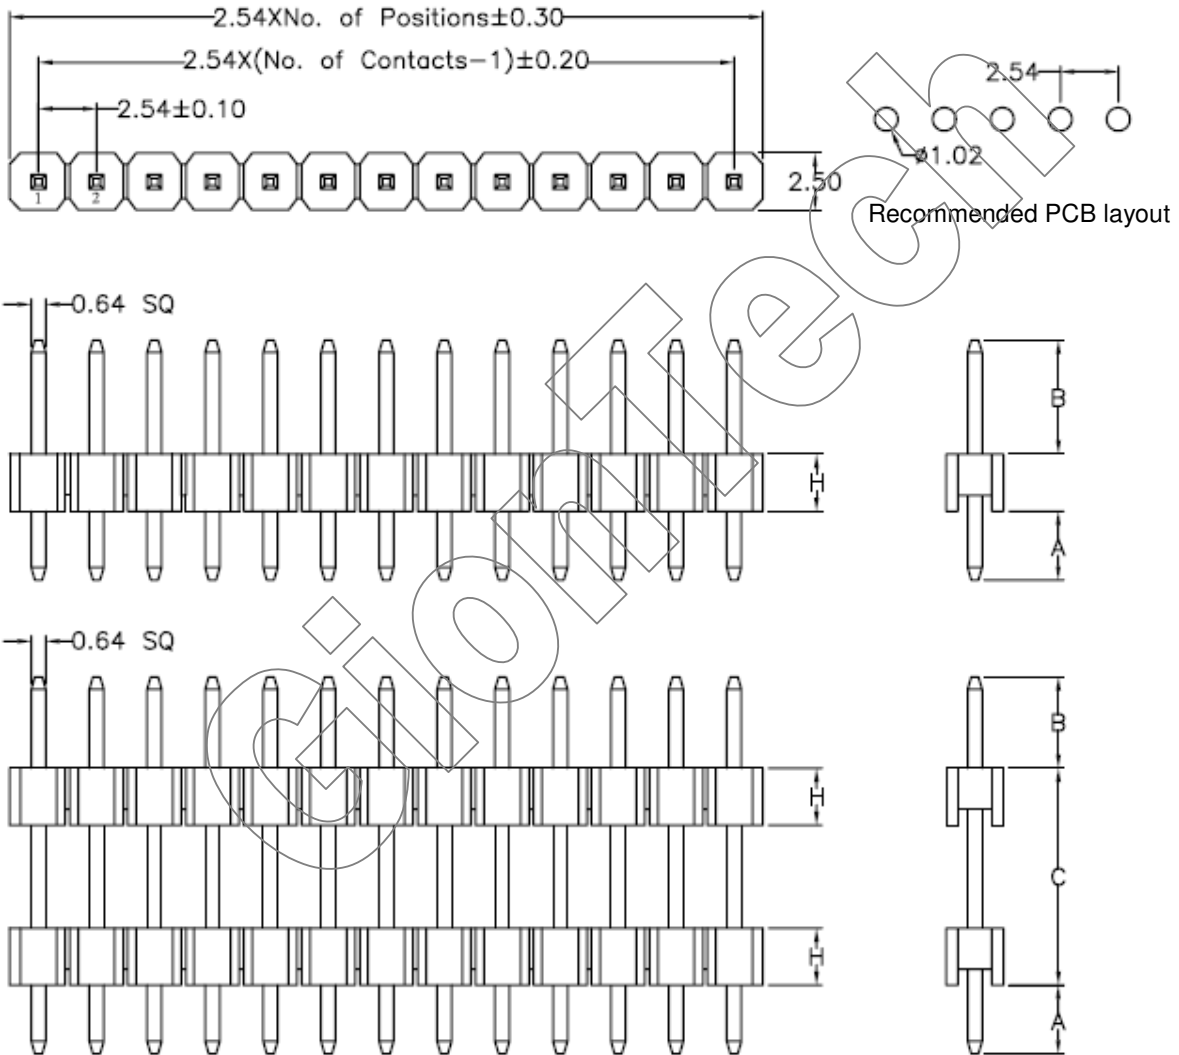 2.54XNo. of Positions±0.30
2.54X(No. of Contacts-1)±0.20
2.54±0.10
2.54
ø1.02
1
2
2.50
Recommended PCB layout
0.64 SQ
B
H
A
0.64 SQ
B
H
C
H
A
GionTech